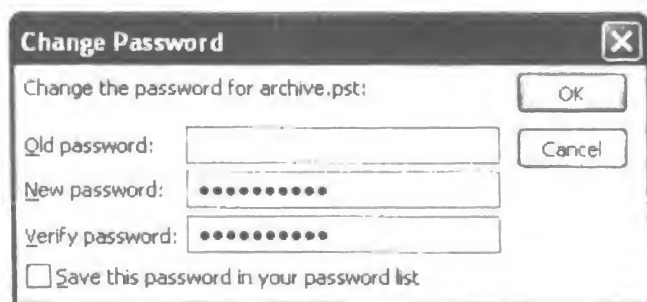 Change Password
Change the password for archive.pst:
OK
Old password:
Cancel
New password: ••••••••••
Verify password: ••••••••••
Save this password in your password list